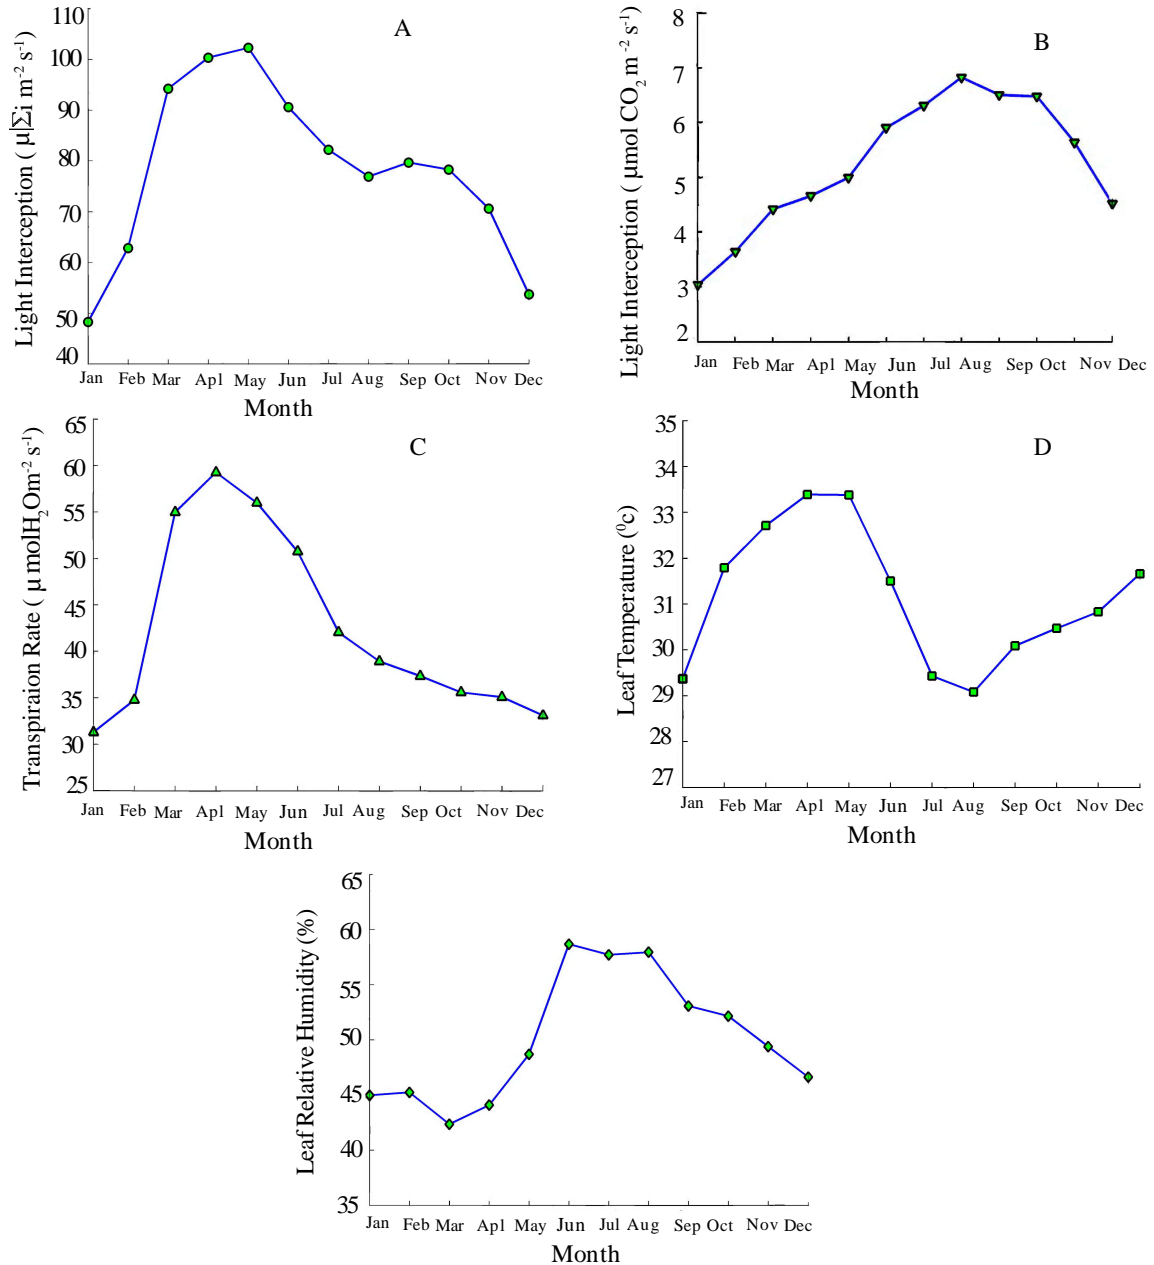 A
Light Interception ( μ|Σi m⁻² s⁻¹)
110
100
90
80
70
60
50
40
Jan Feb Mar Apl May Jun Jul Aug Sep Oct Nov Dec
Month
B
Light Interception ( μmol CO₂ m⁻² s⁻¹)
8
7
6
5
4
3
2
Jan Feb Mar Apl May Jun Jul Aug Sep Oct Nov Dec
Month
C
Transpiraion Rate ( μ molH₂Om⁻² s⁻¹)
65
60
55
50
45
40
35
30
25
Jan Feb Mar Apl May Jun Jul Aug Sep Oct Nov Dec
Month
D
Leaf Temperature (⁰c)
35
34
33
32
31
30
29
28
27
Jan Feb Mar Apl May Jun Jul Aug Sep Oct Nov Dec
Month
Leaf Relative Humidity (%)
65
60
55
50
45
40
35
Jan Feb Mar Apl May Jun Jul Aug Sep Oct Nov Dec
Month